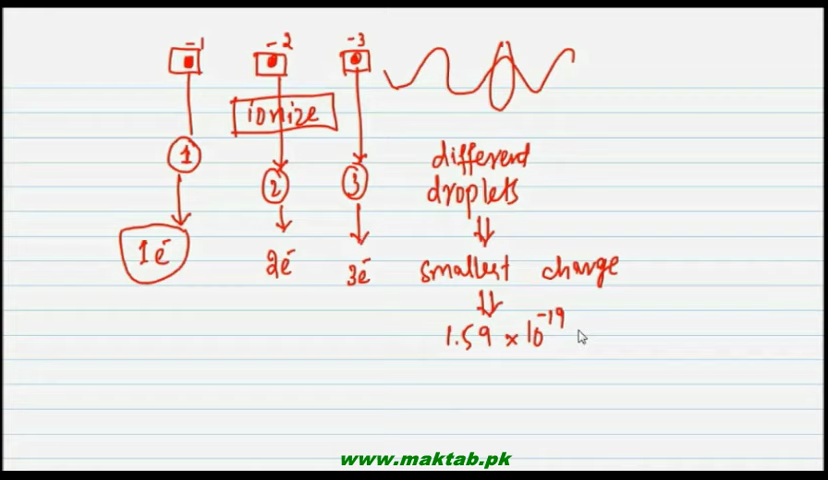 -1 -2 -3
ionize
1 2 3
1e⁻ 2e⁻ 3e⁻
different
droplets
smallest charge
1.59 × 10⁻¹⁹
www.maktab.pk